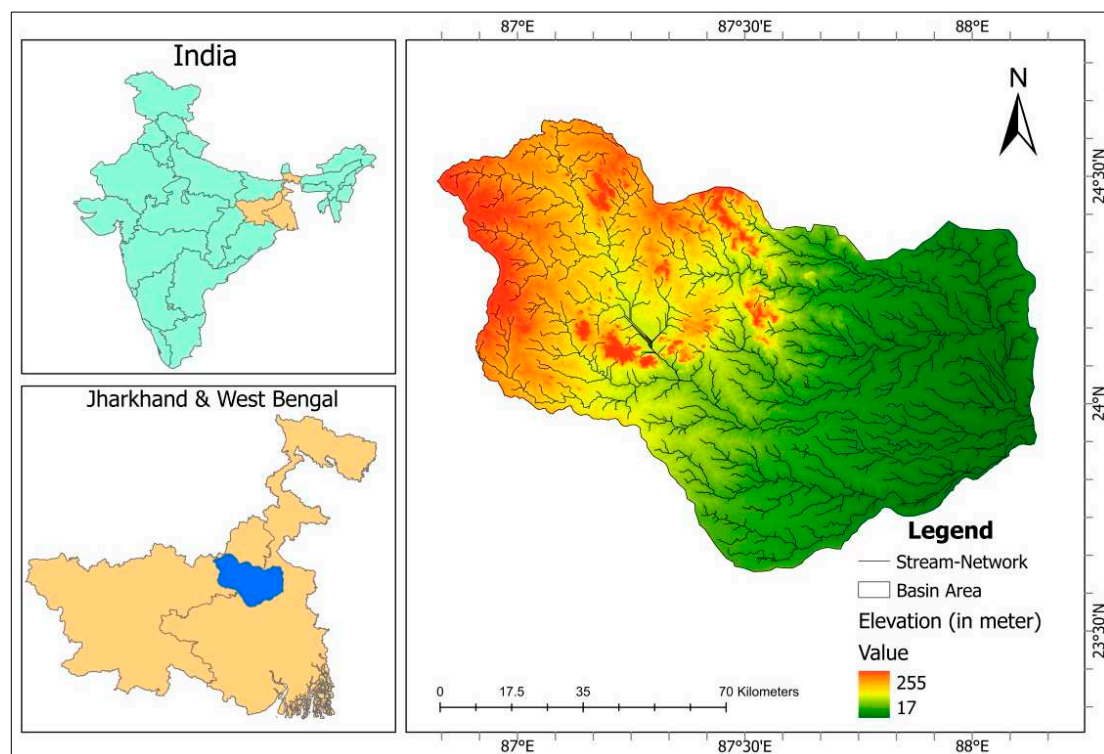 India
Jharkhand & West Bengal
87°E 87°30'E 88°E
N
24°30'N
24°N
23°30'N
Legend
Stream-Network
Basin Area
Elevation (in meter)
Value
255
17
0 17.5 35 70 Kilometers
87°E 87°30'E 88°E